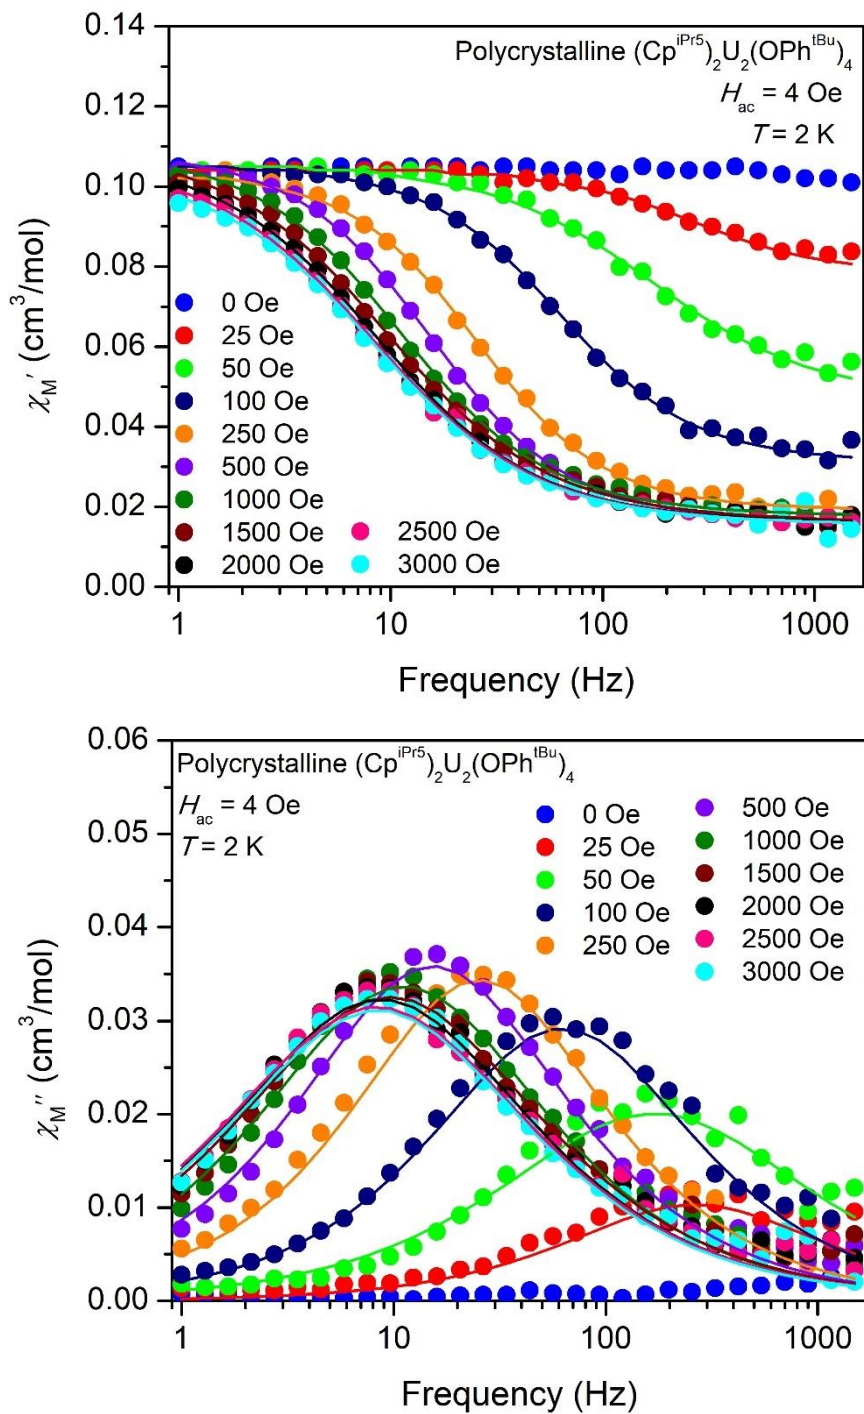 0.14
0.12
0.10
0.08
0.06
0.04
0.02
0.00
χM′ (cm3/mol)
Polycrystalline (CpiPr5)2U2(OPhtBu)4
Hac = 4 Oe
T = 2 K
0 Oe
25 Oe
50 Oe
100 Oe
250 Oe
500 Oe
1000 Oe
1500 Oe
2000 Oe
2500 Oe
3000 Oe
1 10 100 1000
Frequency (Hz)
0.06
0.05
0.04
0.03
0.02
0.01
0.00
χM″ (cm3/mol)
Polycrystalline (CpiPr5)2U2(OPhtBu)4
Hac = 4 Oe
T = 2 K
0 Oe
25 Oe
50 Oe
100 Oe
250 Oe
500 Oe
1000 Oe
1500 Oe
2000 Oe
2500 Oe
3000 Oe
1 10 100 1000
Frequency (Hz)